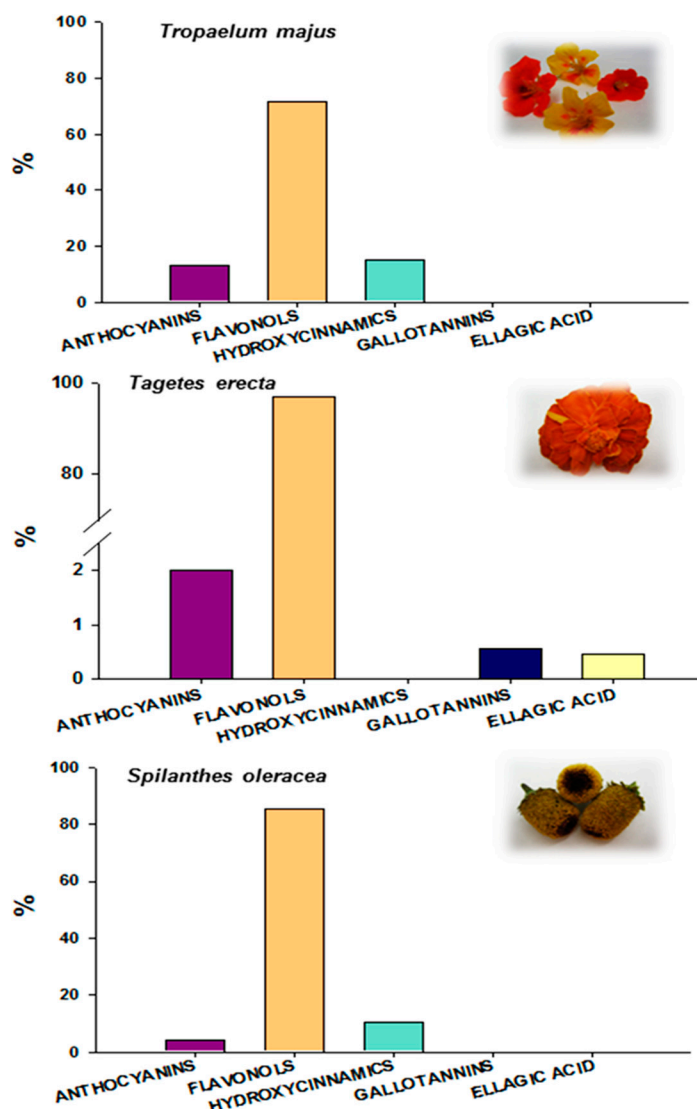 Tropaelum majus
100
80
60
40
20
0
%
ANTHOCYANINS
FLAVONOLS
HYDROXYCINNAMICS
GALLOTANNINS
ELLAGIC ACID
Tagetes erecta
100
80
2
1
0
%
ANTHOCYANINS
FLAVONOLS
HYDROXYCINNAMICS
GALLOTANNINS
ELLAGIC ACID
Spilanthes oleracea
100
80
60
40
20
0
%
ANTHOCYANINS
FLAVONOLS
HYDROXYCINNAMICS
GALLOTANNINS
ELLAGIC ACID